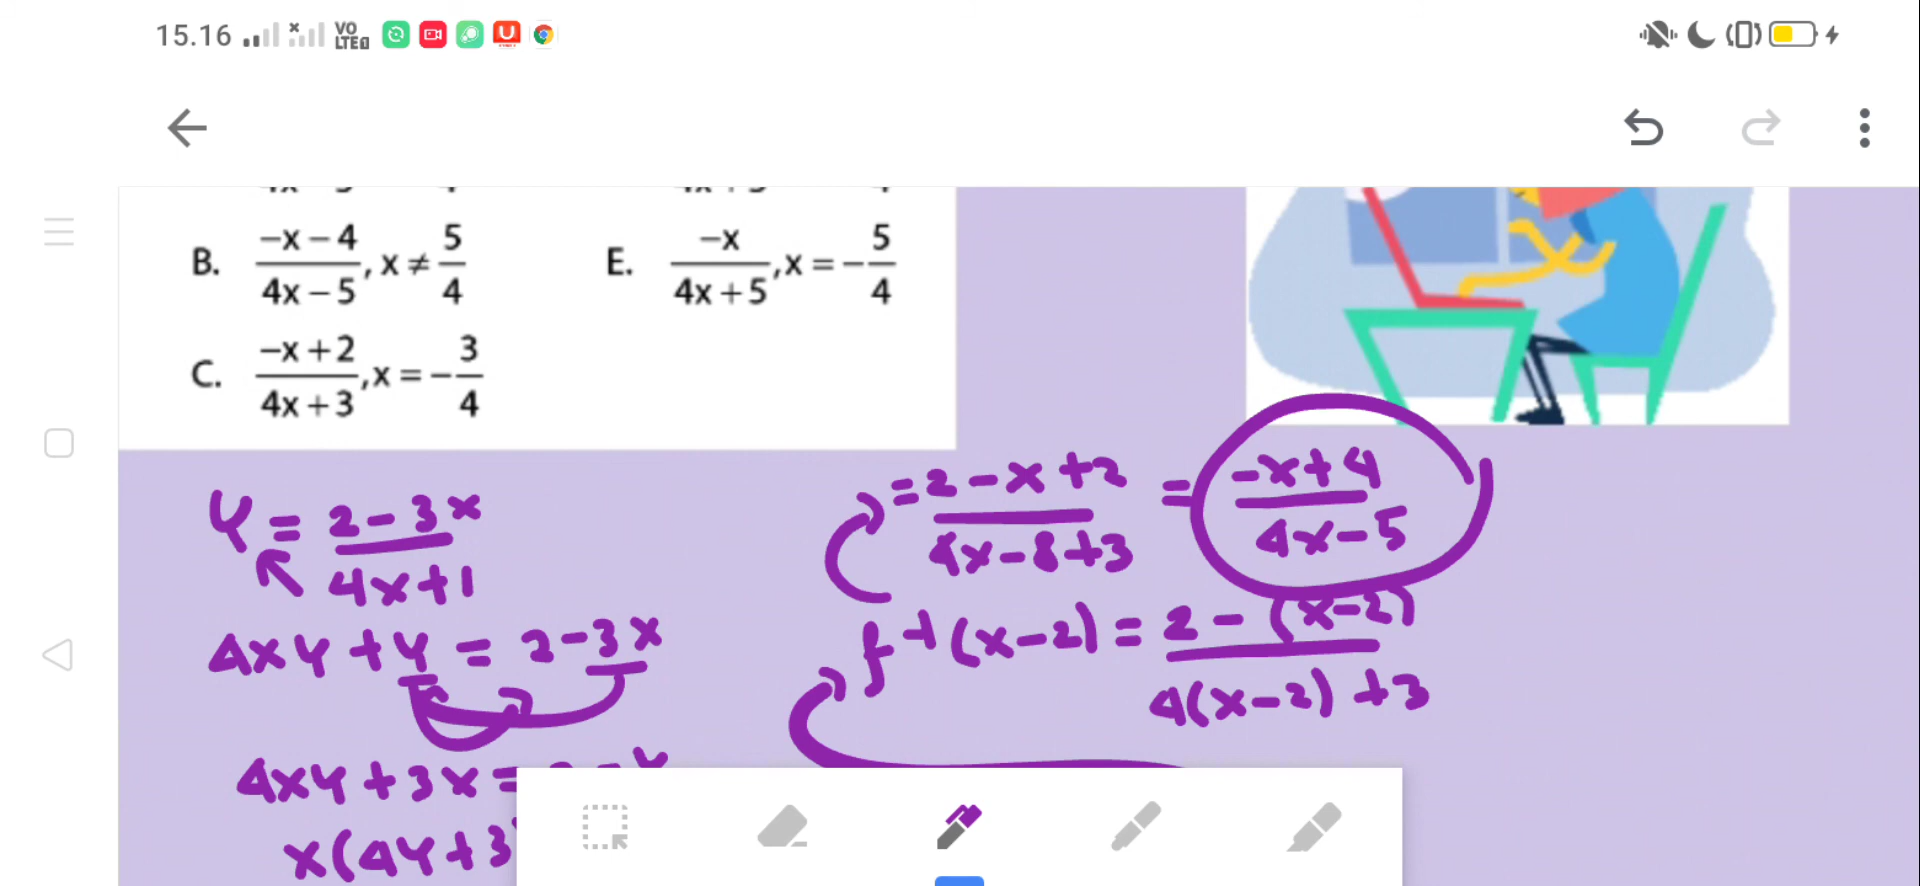 15.16 VO LTE
B. -x - 4 / 4x - 5, x ≠ 5/4
E. -x / 4x + 5, x = -5/4
C. -x + 2 / 4x + 3, x = -3/4
y = 2 - 3x / 4x + 1
4xy + y = 2 - 3x
4xy + 3x =
x(4y + 3
= 2 - x + 2 / 4x - 8 + 3 = -x + 4 / 4x - 5
f⁻¹(x - 2) = 2 - (x - 2) / 4(x - 2) + 3